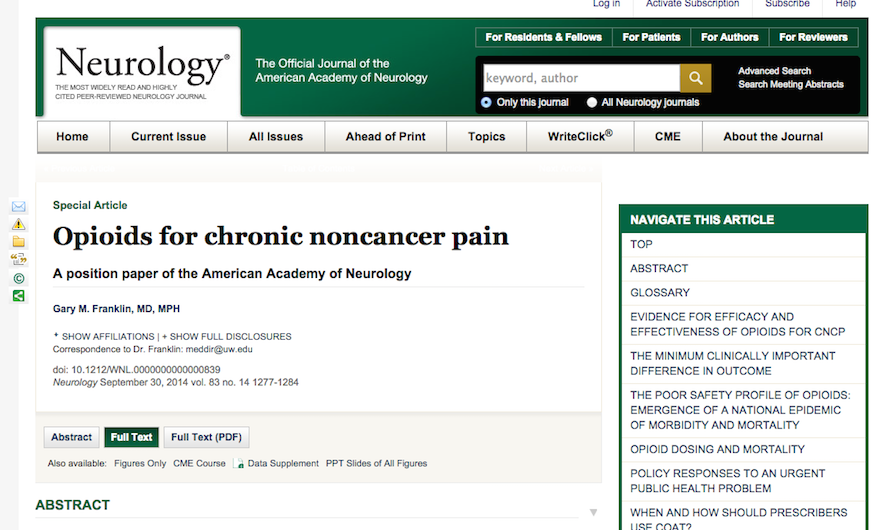 Log in Activate Subscription Subscribe Help
For Residents & Fellows For Patients For Authors For Reviewers
Neurology®
THE MOST WIDELY READ AND HIGHLY
CITED PEER-REVIEWED NEUROLOGY JOURNAL
The Official Journal of the
American Academy of Neurology
keyword, author
Only this journal All Neurology journals
Advanced Search
Search Meeting Abstracts
Home Current Issue All Issues Ahead of Print Topics WriteClick® CME About the Journal
Special Article
Opioids for chronic noncancer pain
A position paper of the American Academy of Neurology
Gary M. Franklin, MD, MPH
+ SHOW AFFILIATIONS | + SHOW FULL DISCLOSURES
Correspondence to Dr. Franklin: meddir@uw.edu
doi: 10.1212/WNL.0000000000000839
Neurology September 30, 2014 vol. 83 no. 14 1277-1284
Abstract Full Text Full Text (PDF)
Also available: Figures Only CME Course Data Supplement PPT Slides of All Figures
ABSTRACT
NAVIGATE THIS ARTICLE
TOP
ABSTRACT
GLOSSARY
EVIDENCE FOR EFFICACY AND
EFFECTIVENESS OF OPIOIDS FOR CNCP
THE MINIMUM CLINICALLY IMPORTANT
DIFFERENCE IN OUTCOME
THE POOR SAFETY PROFILE OF OPIOIDS:
EMERGENCE OF A NATIONAL EPIDEMIC
OF MORBIDITY AND MORTALITY
OPIOID DOSING AND MORTALITY
POLICY RESPONSES TO AN URGENT
PUBLIC HEALTH PROBLEM
WHEN AND HOW SHOULD PRESCRIBERS
USE COAT?